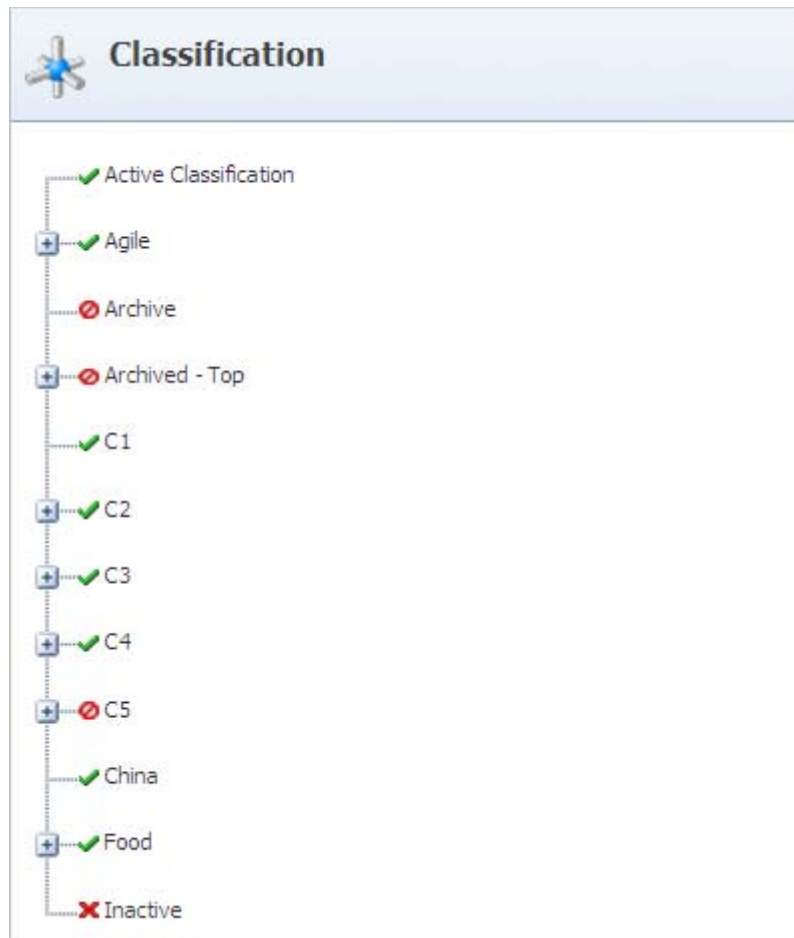 Classification
Active Classification
Agile
Archive
Archived - Top
C1
C2
C3
C4
C5
China
Food
Inactive